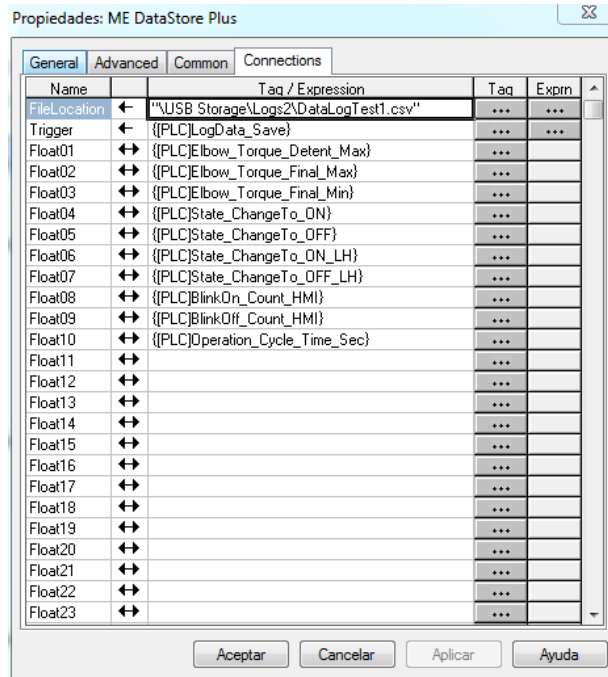 Propiedades: ME DataStore Plus
General Advanced Common Connections
Name Tag / Expression Tag Exprn
FileLocation ← "\USB Storage\Logs2\DataLogTest1.csv" ... ...
Trigger ← {[PLC]LogData_Save} ... ...
Float01 ↔ {[PLC]Elbow_Torque_Detent_Max} ...
Float02 ↔ {[PLC]Elbow_Torque_Final_Max} ...
Float03 ↔ {[PLC]Elbow_Torque_Final_Min} ...
Float04 ↔ {[PLC]State_ChangeTo_ON} ...
Float05 ↔ {[PLC]State_ChangeTo_OFF} ...
Float06 ↔ {[PLC]State_ChangeTo_ON_LH} ...
Float07 ↔ {[PLC]State_ChangeTo_OFF_LH} ...
Float08 ↔ {[PLC]BlinkOn_Count_HMI} ...
Float09 ↔ {[PLC]BlinkOff_Count_HMI} ...
Float10 ↔ {[PLC]Operation_Cycle_Time_Sec} ...
Float11 ↔ ...
Float12 ↔ ...
Float13 ↔ ...
Float14 ↔ ...
Float15 ↔ ...
Float16 ↔ ...
Float17 ↔ ...
Float18 ↔ ...
Float19 ↔ ...
Float20 ↔ ...
Float21 ↔ ...
Float22 ↔ ...
Float23 ↔ ...
Aceptar Cancelar Aplicar Ayuda